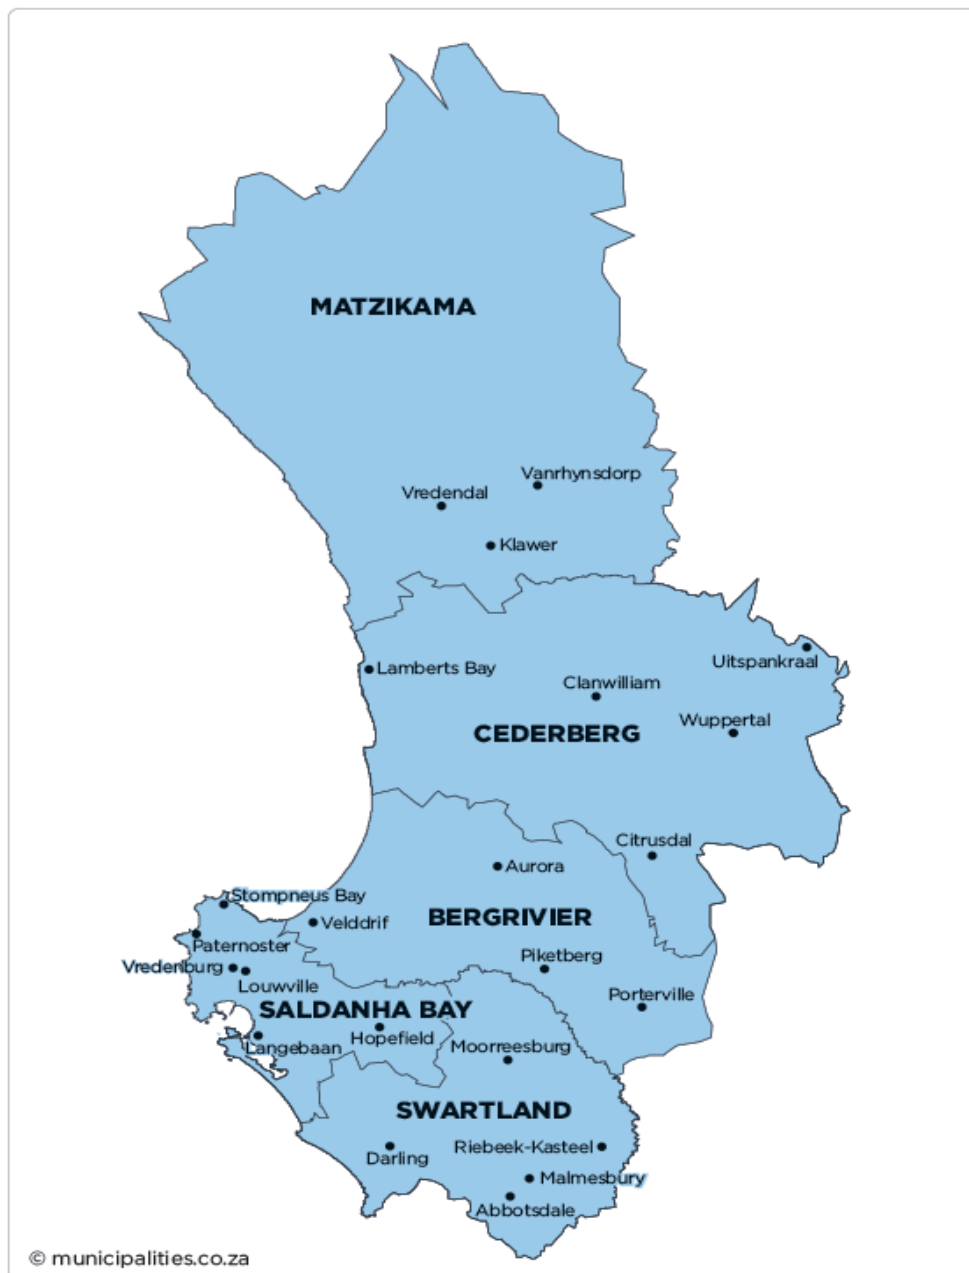 MATZIKAMA
Vanrhynsdorp
Vredendal
Klawer
Uitspankraal
Lamberts Bay
Clanwilliam
Wuppertal
CEDERBERG
Citrusdal
Aurora
Stompneus Bay
BERGRIVIER
Velddrif
Paternoster
Piketberg
Vredenburg
Louwville
Porterville
SALDANHA BAY
Hopefield
Langebaan
Moorreesburg
SWARTLAND
Riebeek-Kasteel
Darling
Malmesbury
Abbotsdale
© municipalities.co.za